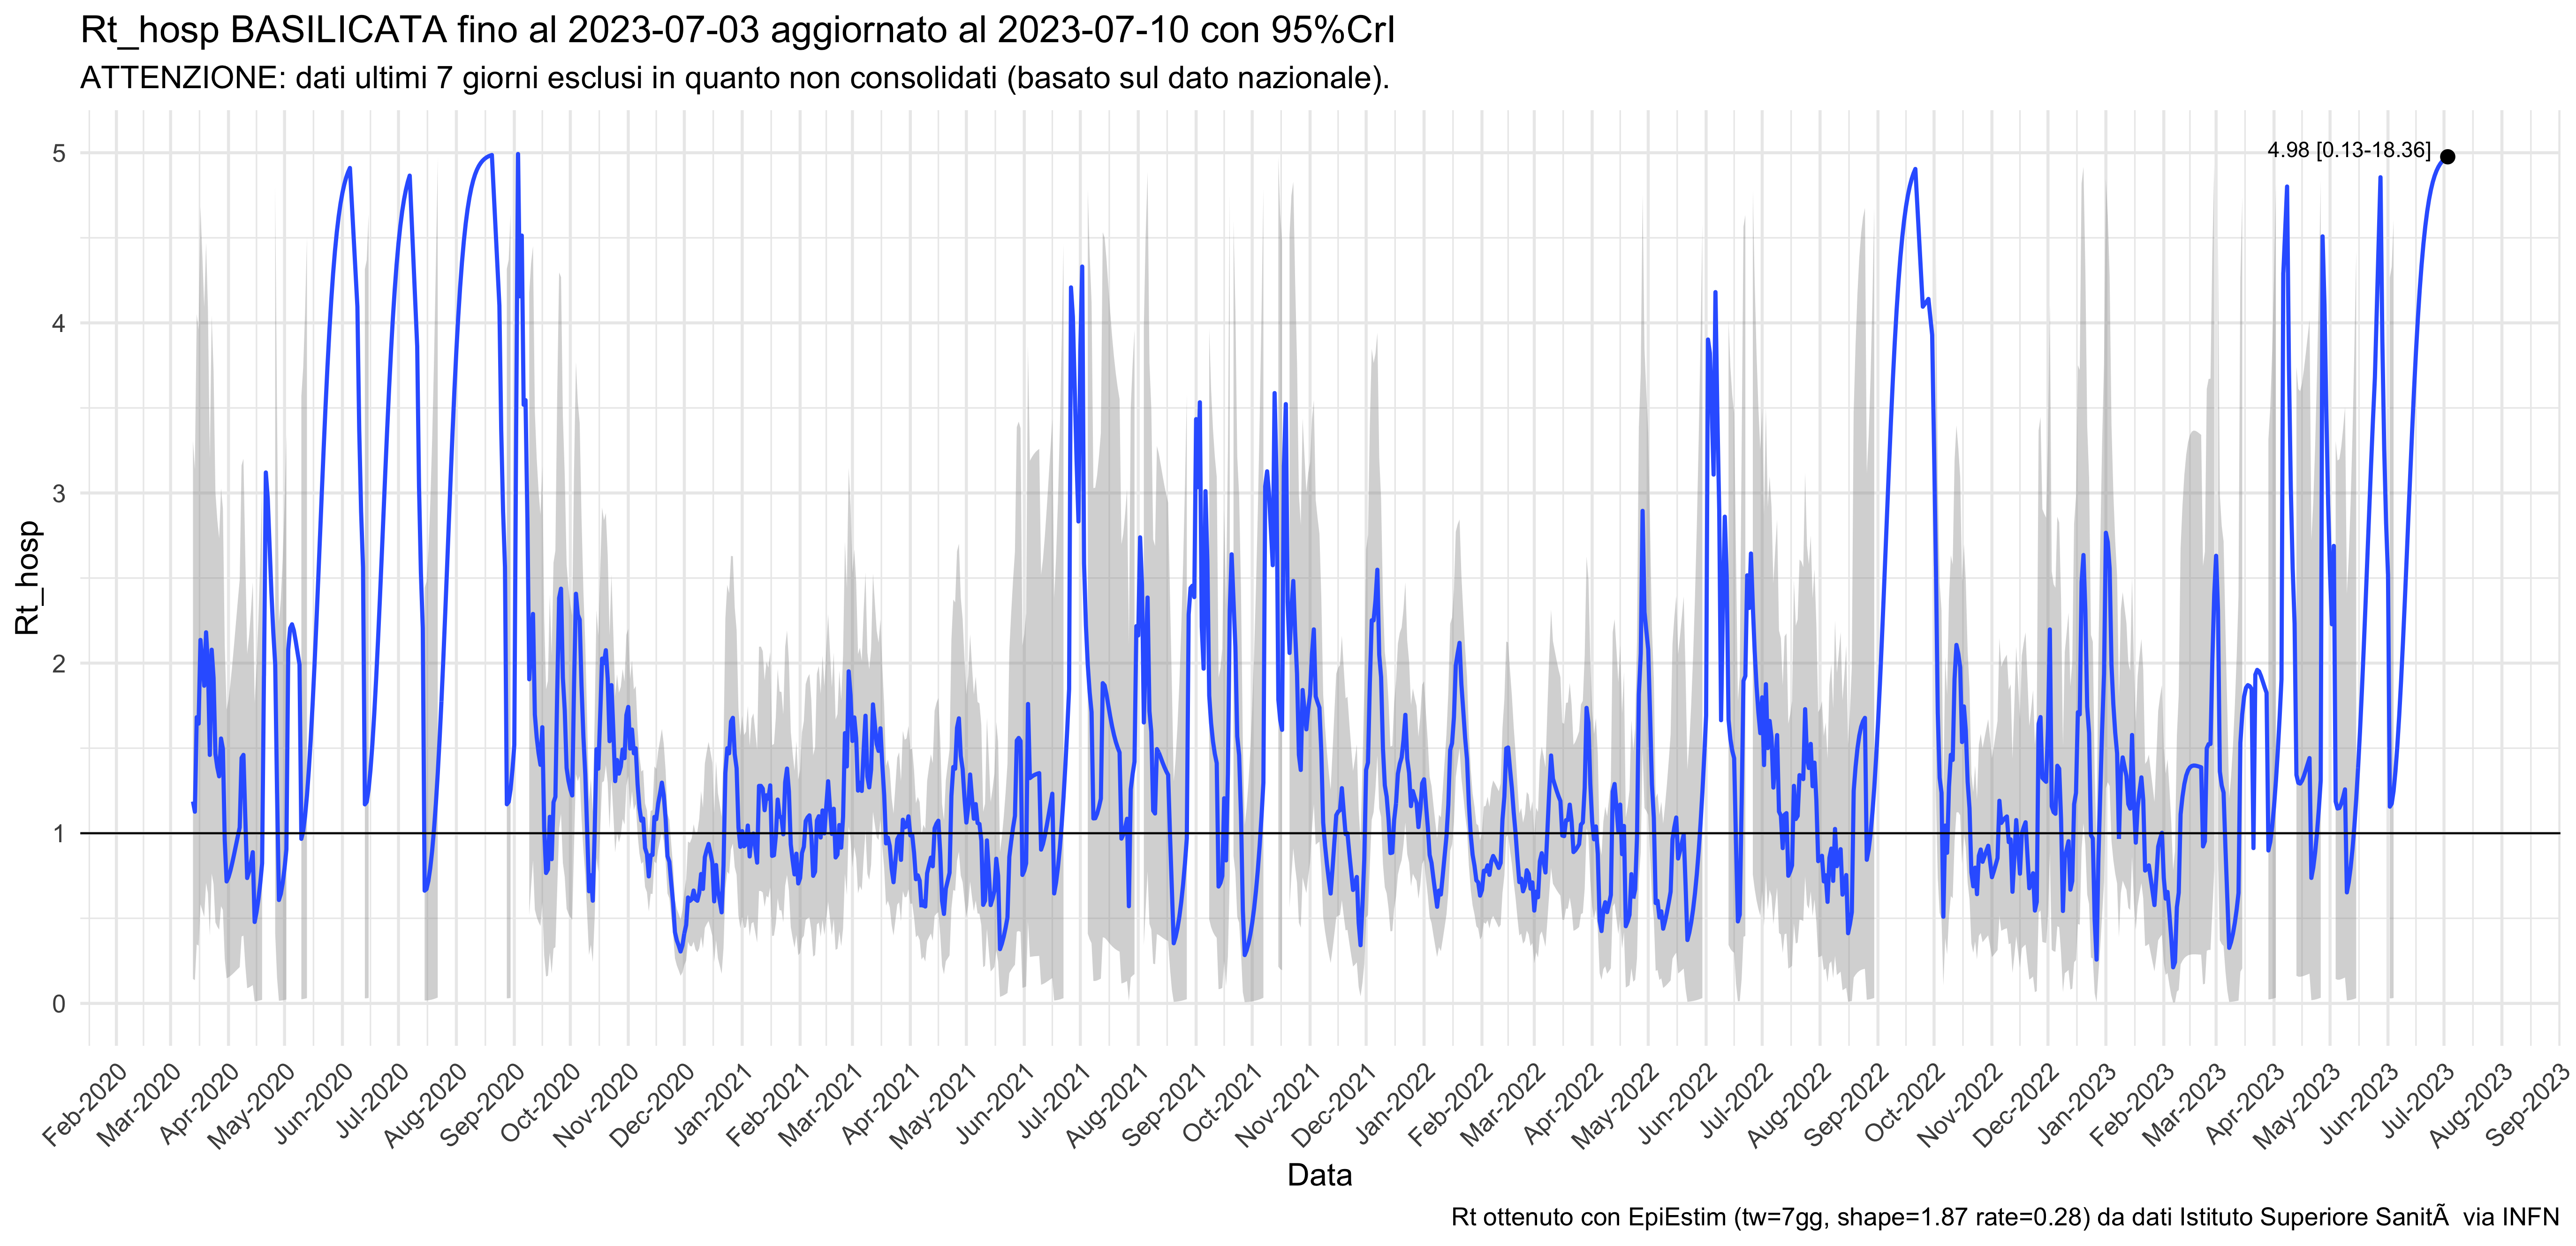 Rt_hosp BASILICATA fino al 2023-07-03 aggiornato al 2023-07-10 con 95%CrI
ATTENZIONE: dati ultimi 7 giorni esclusi in quanto non consolidati (basato sul dato nazionale).
4.98 [0.13-18.36]
5
4
3
2
1
0
Rt_hosp
Feb-2020
Mar-2020
Apr-2020
May-2020
Jun-2020
Jul-2020
Aug-2020
Sep-2020
Oct-2020
Nov-2020
Dec-2020
Jan-2021
Feb-2021
Mar-2021
Apr-2021
May-2021
Jun-2021
Jul-2021
Aug-2021
Sep-2021
Oct-2021
Nov-2021
Dec-2021
Jan-2022
Feb-2022
Mar-2022
Apr-2022
May-2022
Jun-2022
Jul-2022
Aug-2022
Sep-2022
Oct-2022
Nov-2022
Dec-2022
Jan-2023
Feb-2023
Mar-2023
Apr-2023
May-2023
Jun-2023
Jul-2023
Aug-2023
Sep-2023
Data
Rt ottenuto con EpiEstim (tw=7gg, shape=1.87 rate=0.28) da dati Istituto Superiore SanitÃ  via INFN